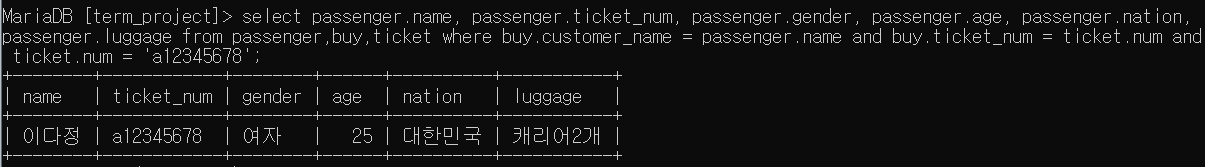 MariaDB [term_project]> select passenger.name, passenger.ticket_num, passenger.gender, passenger.age, passenger.nation,
passenger.luggage from passenger,buy,ticket where buy.customer_name = passenger.name and buy.ticket_num = ticket.num and
ticket.num = 'a12345678';
+--------+------------+--------+------+----------+-----------+
| name | ticket_num | gender | age | nation | luggage |
+--------+------------+--------+------+----------+-----------+
| 이다정 | a12345678 | 여자 | 25 | 대한민국 | 캐리어2개 |
+--------+------------+--------+------+----------+-----------+